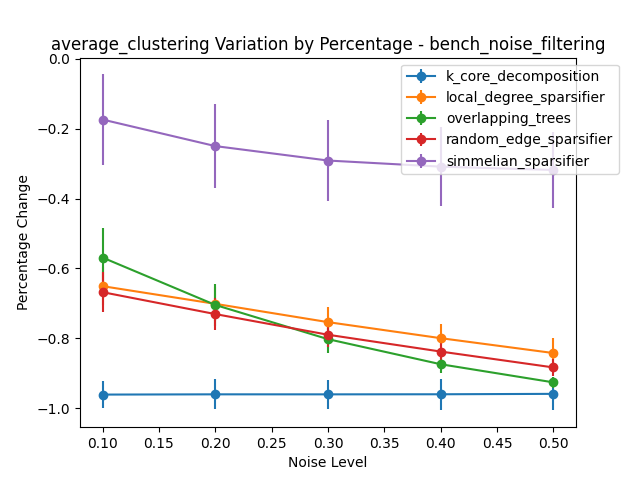 average_clustering Variation by Percentage - bench_noise_filtering
k_core_decomposition
local_degree_sparsifier
overlapping_trees
random_edge_sparsifier
simmelian_sparsifier
Percentage Change
0.0
−0.2
−0.4
−0.6
−0.8
−1.0
0.10 0.15 0.20 0.25 0.30 0.35 0.40 0.45 0.50
Noise Level